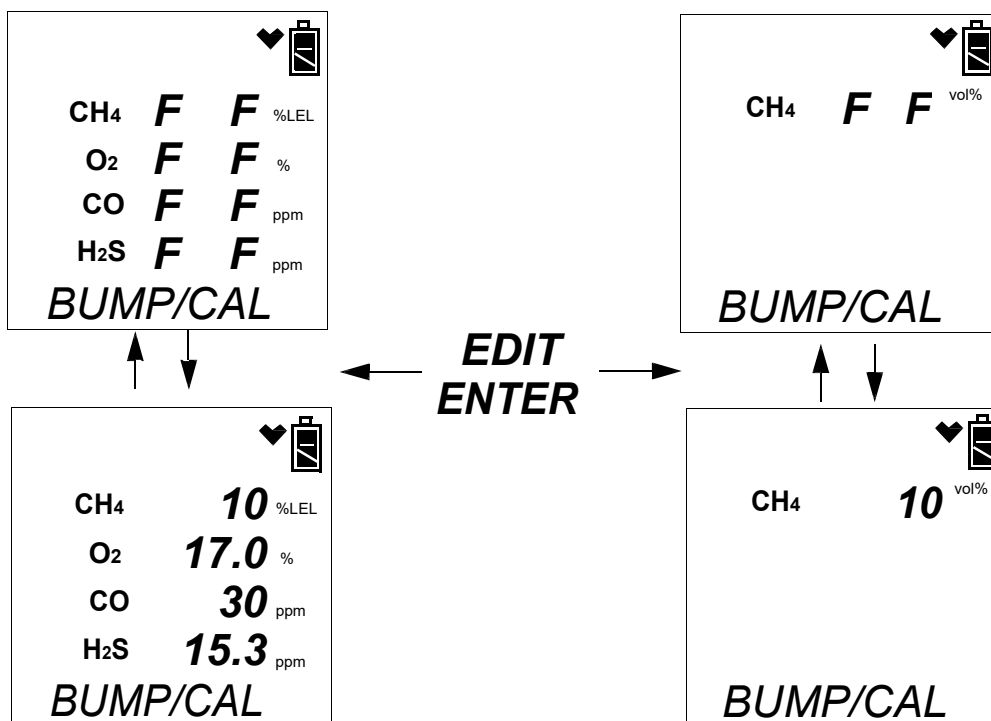 CH4 F F %LEL
O2 F F %
CO F F ppm
H2S F F ppm
BUMP/CAL
CH4 F F vol%
BUMP/CAL
EDIT
ENTER
CH4 10 %LEL
O2 17.0 %
CO 30 ppm
H2S 15.3 ppm
BUMP/CAL
CH4 10 vol%
BUMP/CAL